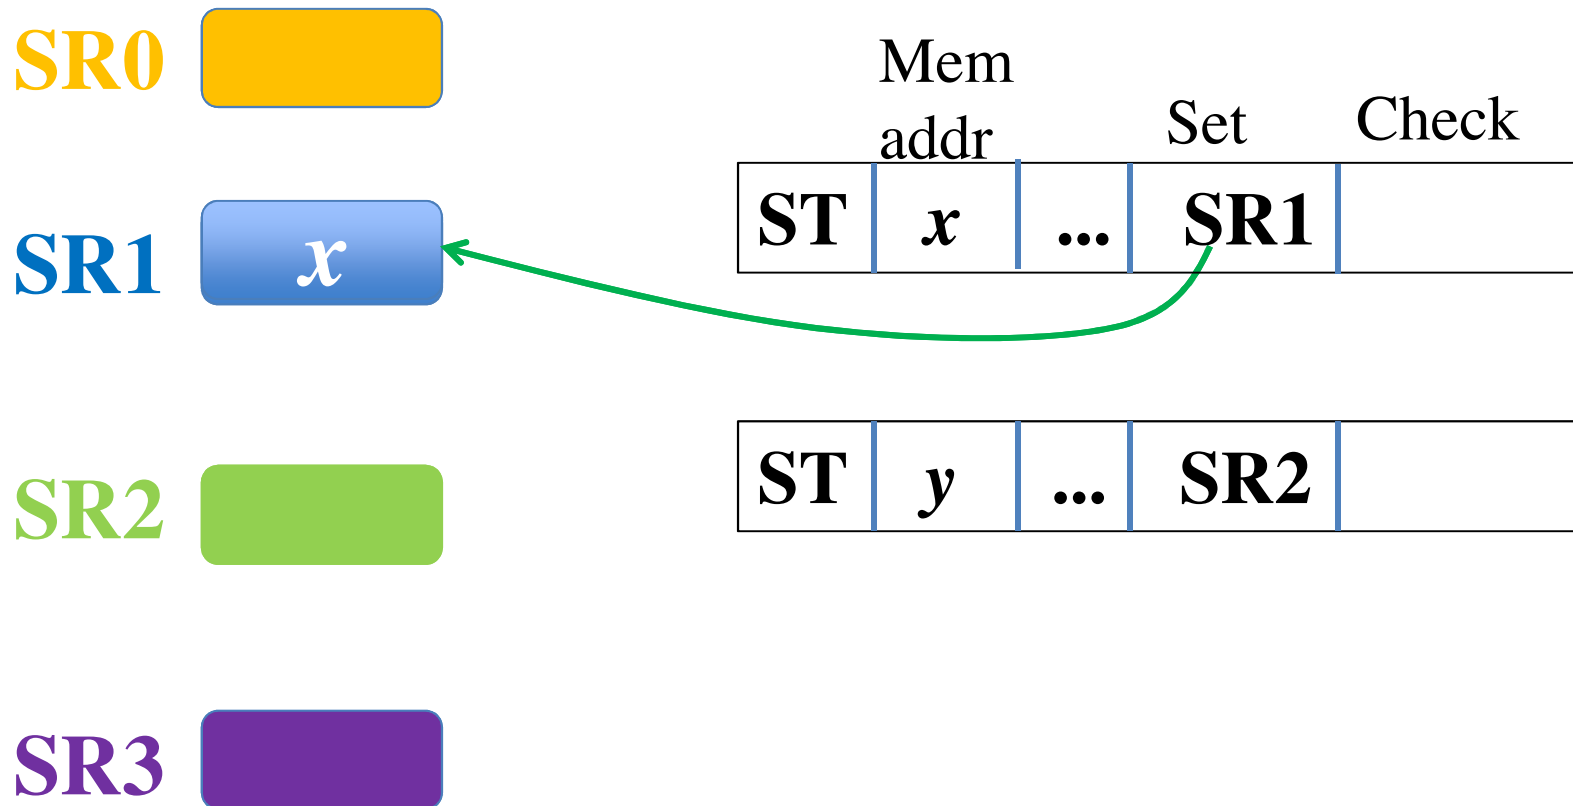 SR0
Mem
addr
Set
Check
SR1
x
ST x ... SR1
SR2
ST y ... SR2
SR3